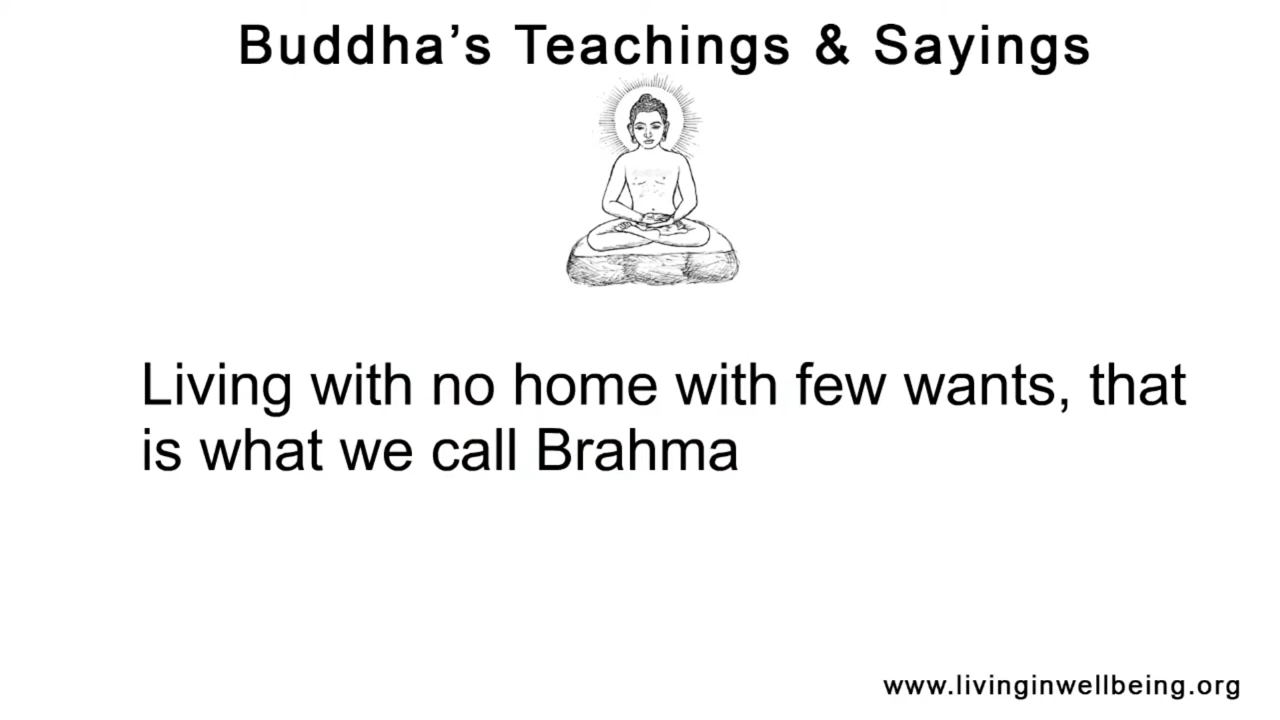 Buddha’s Teachings & Sayings
Living with no home with few wants, that
is what we call Brahma
www.livinginwellbeing.org